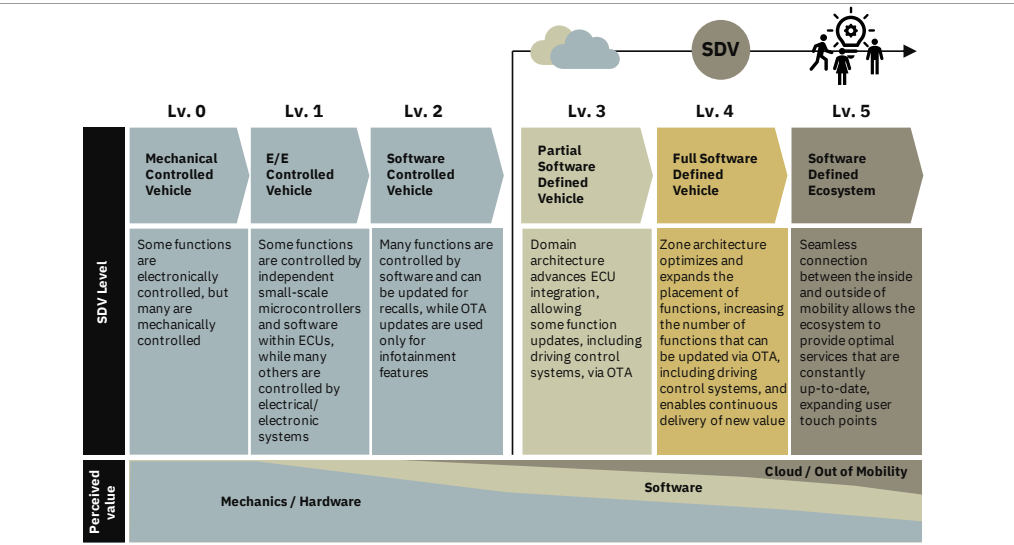 SDV
Lv. 0
Lv. 1
Lv. 2
Lv. 3
Lv. 4
Lv. 5
SDV Level
Mechanical
Controlled
Vehicle
E/E
Controlled
Vehicle
Software
Controlled
Vehicle
Partial
Software
Defined
Vehicle
Full Software
Defined
Vehicle
Software
Defined
Ecosystem
Some functions
are
electronically
controlled, but
many are
mechanically
controlled
Some functions
are controlled by
independent
small-scale
microcontrollers
and software
within ECUs,
while many
others are
controlled by
electrical/
electronic
systems
Many functions are
controlled by
software and can
be updated for
recalls, while OTA
updates are used
only for
infotainment
features
Domain
architecture
advances ECU
integration,
allowing
some function
updates, including
driving control
systems, via OTA
Zone architecture
optimizes and
expands the
placement of
functions, increasing
the number of
functions that can
be updated via OTA,
including driving
control systems, and
enables continuous
delivery of new value
Seamless
connection
between the inside
and outside of
mobility allows the
ecosystem to
provide optimal
services that are
constantly
up-to-date,
expanding user
touch points
Perceived
value
Mechanics / Hardware
Software
Cloud / Out of Mobility